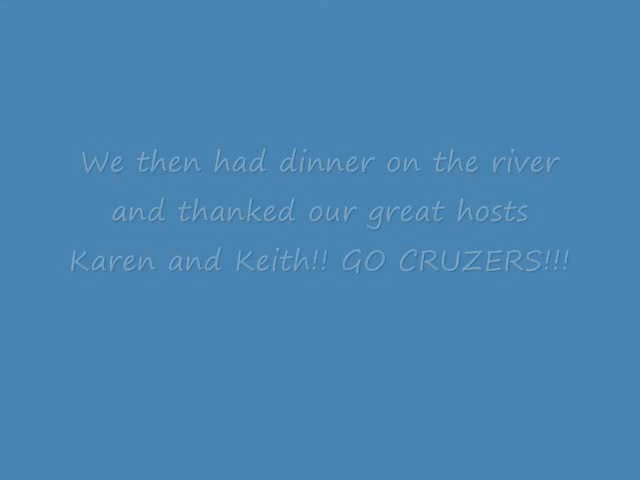 We then had dinner on the river
and thanked our great hosts
Karen and Keith!! GO CRUZERS!!!